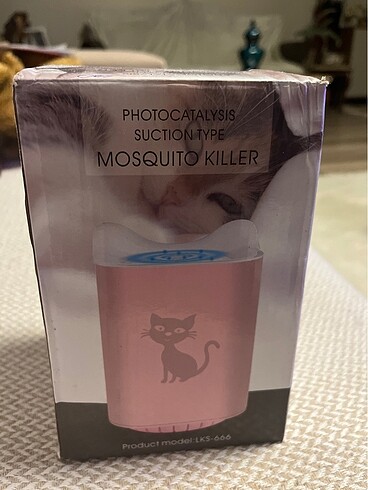 PHOTOCATALYSIS
SUCTION TYPE
MOSQUITO KILLER
Product model:LKS-666